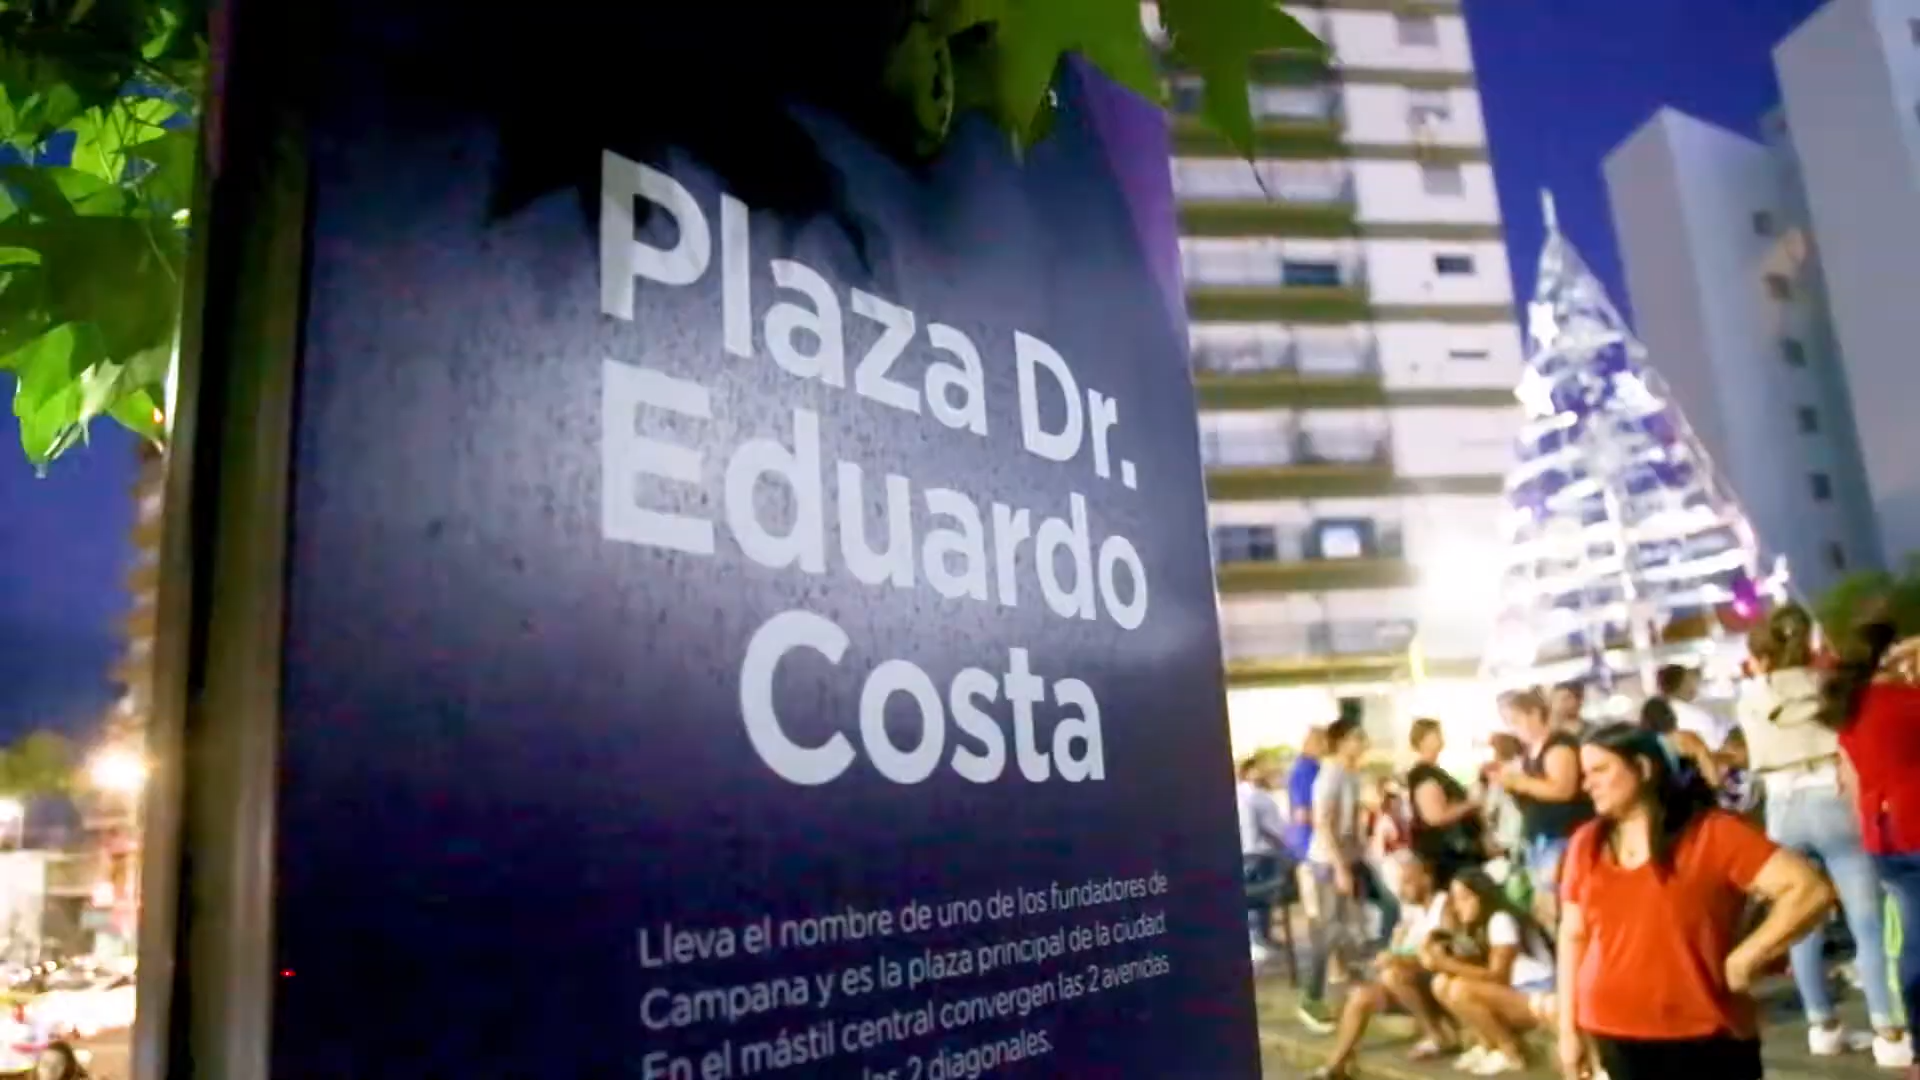 Plaza Dr.
Eduardo
Costa
Lleva el nombre de uno de los fundadores de
Campana y es la plaza principal de la ciudad.
En el mástil central convergen las 2 avenidas
las 2 diagonales.